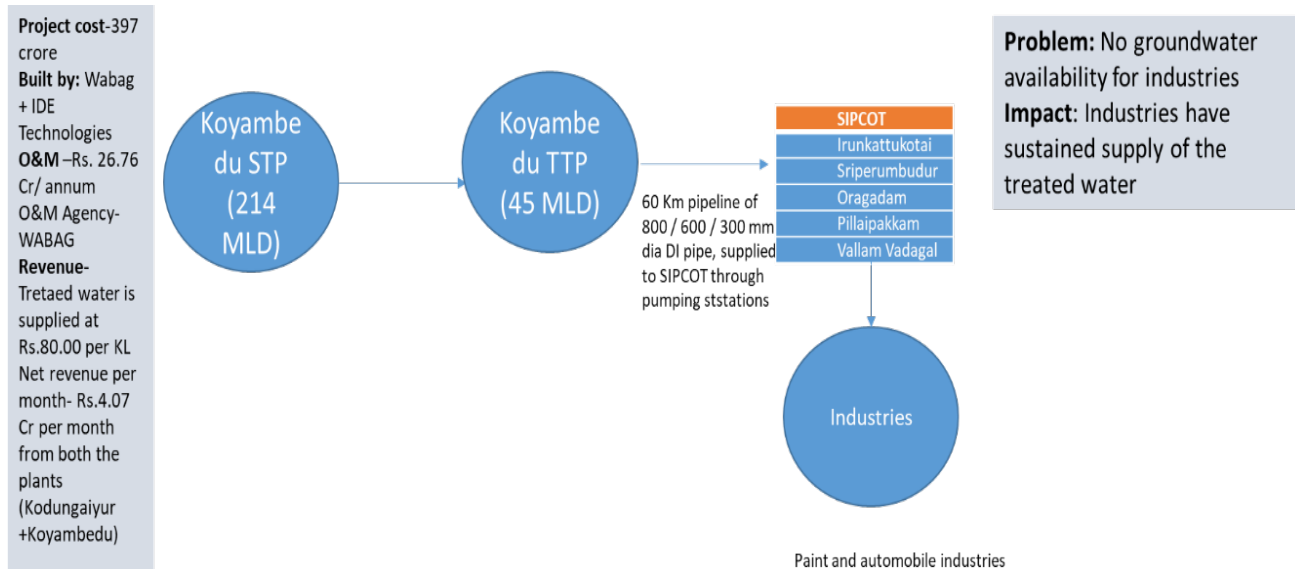 Project cost-397
crore
Built by: Wabag
+ IDE
Technologies
O&M –Rs. 26.76
Cr/ annum
O&M Agency-
WABAG
Revenue-
Tretaed water is
supplied at
Rs.80.00 per KL
Net revenue per
month- Rs.4.07
Cr per month
from both the
plants
(Kodungaiyur
+Koyambedu)
Koyambe
du STP
(214
MLD)
Koyambe
du TTP
(45 MLD)
60 Km pipeline of
800 / 600 / 300 mm
dia DI pipe, supplied
to SIPCOT through
pumping ststations
SIPCOT
Irunkattukotai
Sriperumbudur
Oragadam
Pillaipakkam
Vallam Vadagal
Industries
Paint and automobile industries
Problem: No groundwater
availability for industries
Impact: Industries have
sustained supply of the
treated water